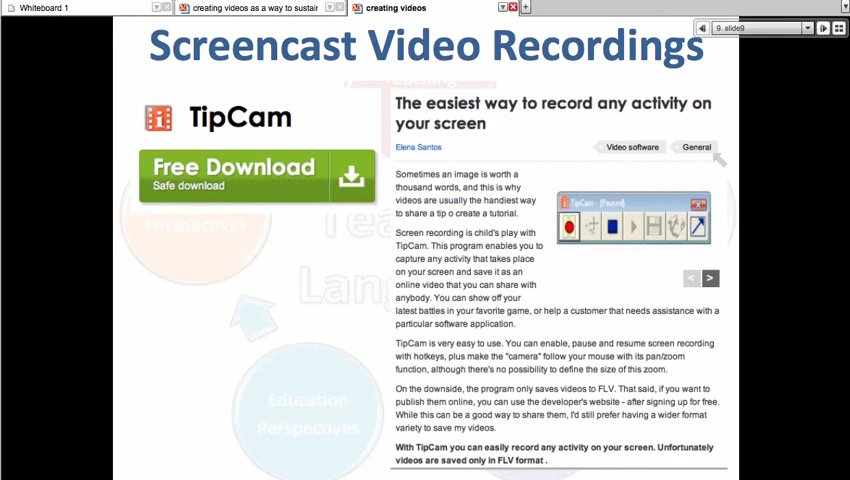 Whiteboard 1
creating videos as a way to sustain
creating videos
9. slide9
Screencast Video Recordings
TipCam
Free Download
Safe download
The easiest way to record any activity on
your screen
Elena Santos
Video software
General
Sometimes an image is worth a
thousand words, and this is why
videos are usually the handiest way
to share a tip o create a tutorial.
Screen recording is child's play with
TipCam. This program enables you to
capture any activity that takes place
on your screen and save it as an
online video that you can share with
anybody. You can show off your
latest battles in your favorite game, or help a customer that needs assistance with a
particular software application.
TipCam - [Paused]
< >
TipCam is very easy to use. You can enable, pause and resume screen recording
with hotkeys, plus make the "camera" follow your mouse with its pan/zoom
function, although there's no possibility to define the size of this zoom.
On the downside, the program only saves videos to FLV. That said, if you want to
publish them online, you can use the developer's website - after signing up for free.
While this can be a good way to share them, I'd still prefer having a wider format
variety to save my videos.
With TipCam you can easily record any activity on your screen. Unfortunately
videos are saved only in FLV format .
Perspectives
Education
Perspectives